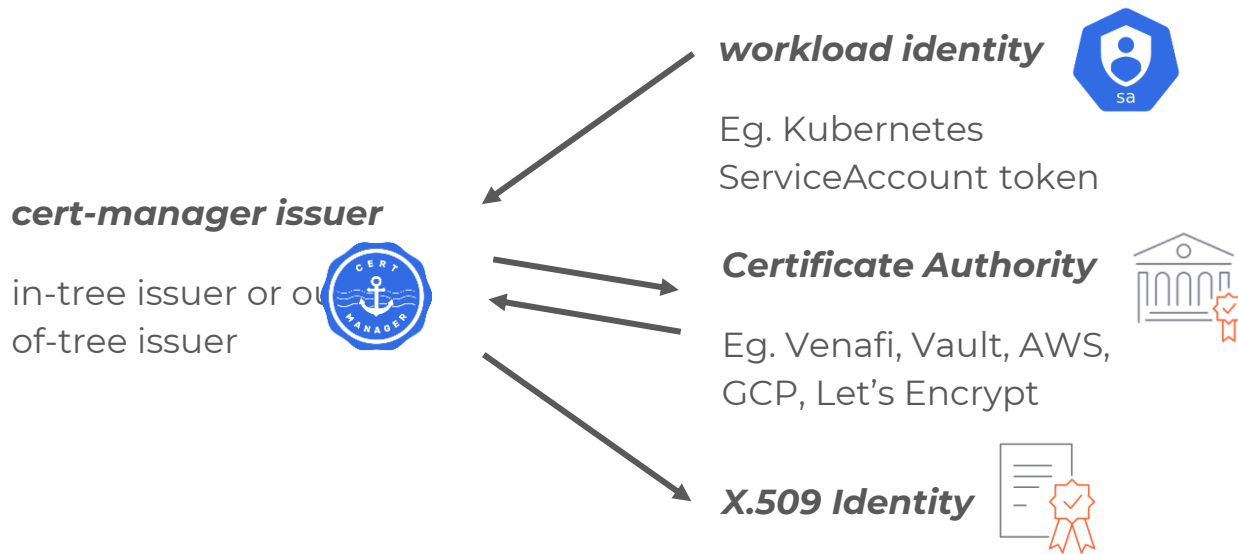 workload identity
sa
Eg. Kubernetes
ServiceAccount token
cert-manager issuer
in-tree issuer or
of-tree issuer
CERT
MANAGER
Certificate Authority
Eg. Venafi, Vault, AWS,
GCP, Let’s Encrypt
X.509 Identity